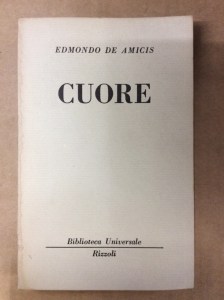 EDMONDO DE AMICIS
CUORE
Biblioteca Universale
Rizzoli